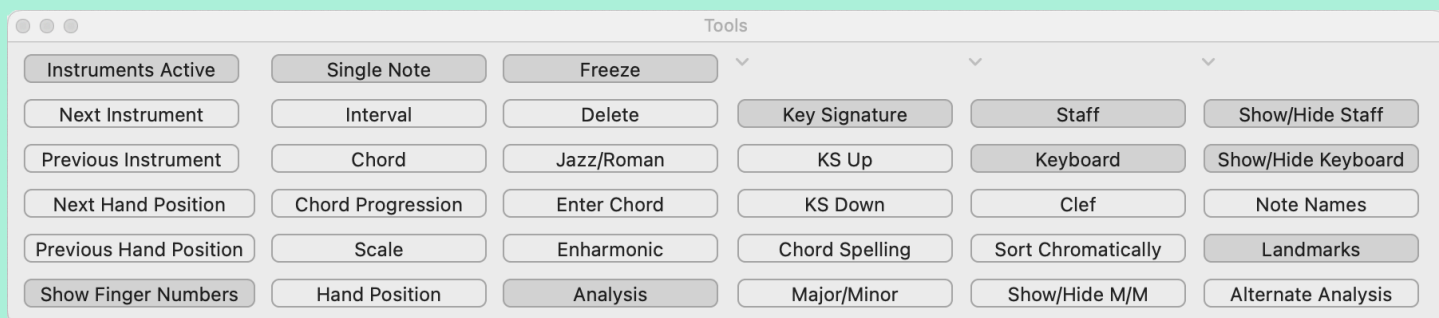 Tools
Instruments Active Single Note Freeze
Next Instrument Interval Delete Key Signature Staff Show/Hide Staff
Previous Instrument Chord Jazz/Roman KS Up Keyboard Show/Hide Keyboard
Next Hand Position Chord Progression Enter Chord KS Down Clef Note Names
Previous Hand Position Scale Enharmonic Chord Spelling Sort Chromatically Landmarks
Show Finger Numbers Hand Position Analysis Major/Minor Show/Hide M/M Alternate Analysis